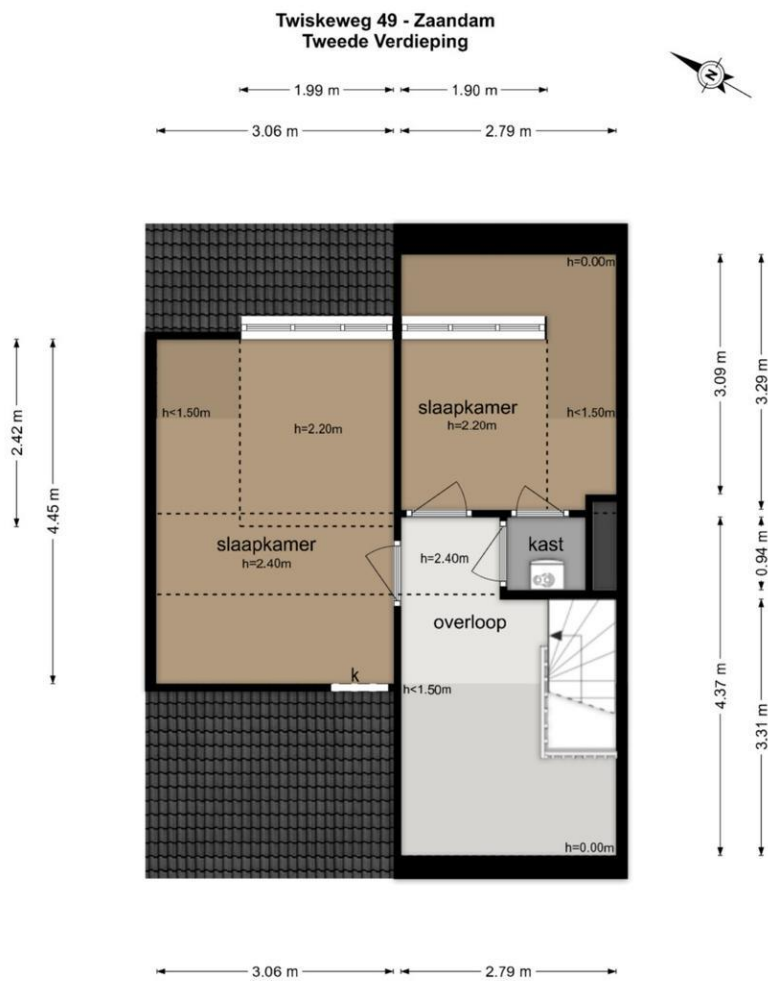 Twiskeweg 49 - Zaandam
Tweede Verdieping
N
1.99 m
1.90 m
3.06 m
2.79 m
h=0.00m
3.09 m
3.29 m
2.42 m
4.45 m
h<1.50m
h=2.20m
slaapkamer
h=2.20m
h<1.50m
slaapkamer
h=2.40m
h=2.40m
kast
0.94 m
overloop
k
h<1.50m
4.37 m
3.31 m
h=0.00m
3.06 m
2.79 m